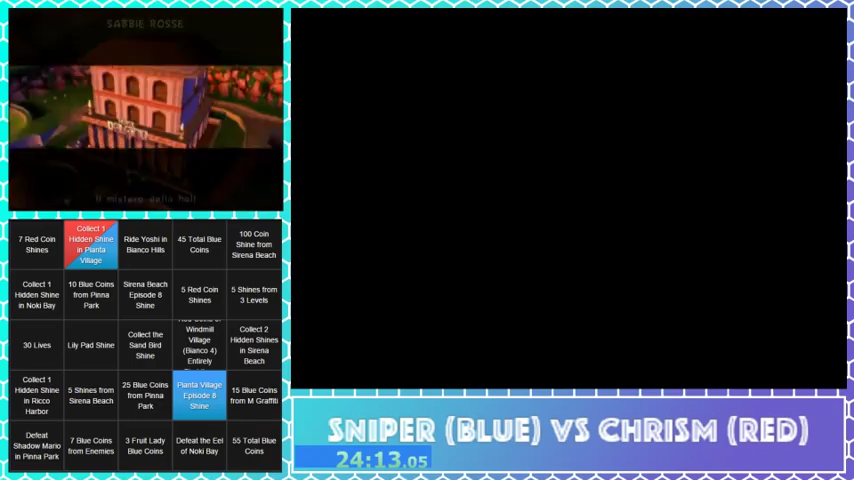 SABBIE ROSSE
Il mistero della hall
7 Red Coin
Shines
Collect 1
Hidden Shine
in Pianta
Village
Ride Yoshi in
Bianco Hills
45 Total Blue
Coins
100 Coin
Shine from
Sirena Beach
Collect 1
Hidden Shine
in Noki Bay
10 Blue Coins
from Pinna
Park
Sirena Beach
Episode 8
Shine
5 Red Coin
Shines
5 Shines from
3 Levels
30 Lives
Lily Pad Shine
Collect the
Sand Bird
Shine
Windmill
Village
(Bianco 4)
Entirely
Collect 2
Hidden Shines
in Sirena
Beach
Collect 1
Hidden Shine
in Ricco
Harbor
5 Shines from
Sirena Beach
25 Blue Coins
from Pinna
Park
Pianta Village
Episode 8
Shine
15 Blue Coins
from M Graffiti
Defeat
Shadow Mario
in Pinna Park
7 Blue Coins
from Enemies
3 Fruit Lady
Blue Coins
Defeat the Eel
of Noki Bay
55 Total Blue
Coins
SNIPER (BLUE) VS CHRISM (RED)
24:13.05